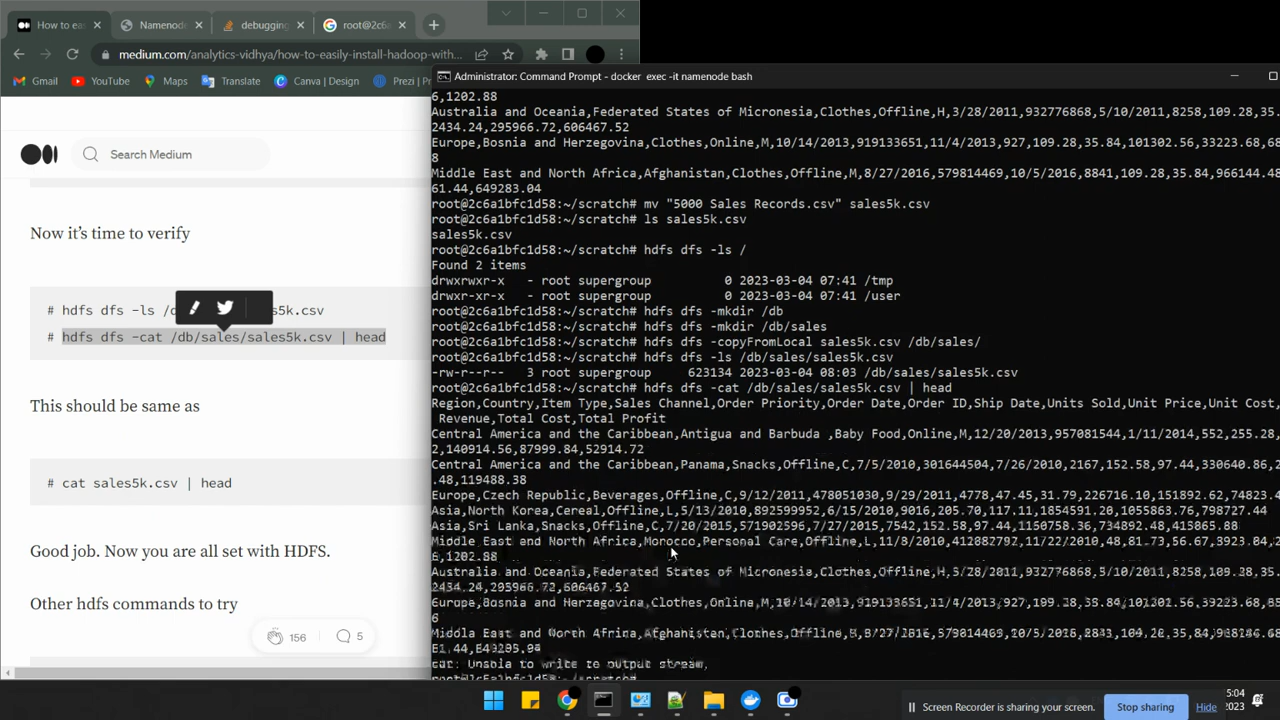 How to eas
Namenode
debugging
root@2c6a
medium.com/analytics-vidhya/how-to-easily-install-hadoop-with...
Gmail
YouTube
Maps
Translate
Canva | Design
Prezi | Pr
Search Medium
Now it's time to verify
# hdfs dfs -ls /d s5k.csv
# hdfs dfs -cat /db/sales/sales5k.csv | head
This should be same as
# cat sales5k.csv | head
Good job. Now you are all set with HDFS.
Other hdfs commands to try
156
5
Administrator: Command Prompt - docker exec -it namenode bash
6,1202.88
Australia and Oceania,Federated States of Micronesia,Clothes,Offline,H,3/28/2011,932776868,5/10/2011,8258,109.28,35.
2434.24,295966.72,606467.52
Europe,Bosnia and Herzegovina,Clothes,Online,M,10/14/2013,919133651,11/4/2013,927,109.28,35.84,101302.56,33223.68,68
8
Middle East and North Africa,Afghanistan,Clothes,Offline,M,8/27/2016,579814469,10/5/2016,8841,109.28,35.84,966144.48
61.44,649283.04
root@2c6a1bfc1d58:~/scratch# mv "5000 Sales Records.csv" sales5k.csv
root@2c6a1bfc1d58:~/scratch# ls sales5k.csv
sales5k.csv
root@2c6a1bfc1d58:~/scratch# hdfs dfs -ls /
Found 2 items
drwxrwxr-x - root supergroup 0 2023-03-04 07:41 /tmp
drwxr-xr-x - root supergroup 0 2023-03-04 07:41 /user
root@2c6a1bfc1d58:~/scratch# hdfs dfs -mkdir /db
root@2c6a1bfc1d58:~/scratch# hdfs dfs -mkdir /db/sales
root@2c6a1bfc1d58:~/scratch# hdfs dfs -copyFromLocal sales5k.csv /db/sales/
root@2c6a1bfc1d58:~/scratch# hdfs dfs -ls /db/sales/sales5k.csv
-rw-r--r-- 3 root supergroup 623134 2023-03-04 08:03 /db/sales/sales5k.csv
root@2c6a1bfc1d58:~/scratch# hdfs dfs -cat /db/sales/sales5k.csv | head
Region,Country,Item Type,Sales Channel,Order Priority,Order Date,Order ID,Ship Date,Units Sold,Unit Price,Unit Cost,
Revenue,Total Cost,Total Profit
Central America and the Caribbean,Antigua and Barbuda ,Baby Food,Online,M,12/20/2013,957081544,1/11/2014,552,255.28,
2,140914.56,87999.84,52914.72
Central America and the Caribbean,Panama,Snacks,Offline,C,7/5/2010,301644504,7/26/2010,2167,152.58,97.44,330640.86,
.48,119488.38
Europe,Czech Republic,Beverages,Offline,C,9/12/2011,478051030,9/29/2011,4778,47.45,31.79,226716.10,151892.62,74823.
Asia,North Korea,Cereal,Offline,L,5/13/2010,892599952,6/15/2010,9016,205.70,117.11,1854591.20,1055863.76,798727.44
Asia,Sri Lanka,Snacks,Offline,C,7/20/2015,571902596,7/27/2015,7542,152.58,97.44,1150758.36,734892.48,415865.88
Middle East and North Africa,Morocco,Personal Care,Offline,L,11/8/2010,412882792,11/22/2010,48,81.73,56.67,3923.04,2
6,1202.88
Australia and Oceania,Federated States of Micronesia,Clothes,Offline,H,3/28/2011,932776868,5/10/2011,8258,109.28,35.
2434.24,295966.72,606467.52
Europe,Bosnia and Herzegovina,Clothes,Online,M,10/14/2013,919133651,11/4/2013,927,109.28,35.84,101302.56
Middle East and North Africa,Afghanistan,Clothes,Offline
Unable to write to output stream.
Screen Recorder is sharing your screen.
Stop sharing
Hide
5:04
2023